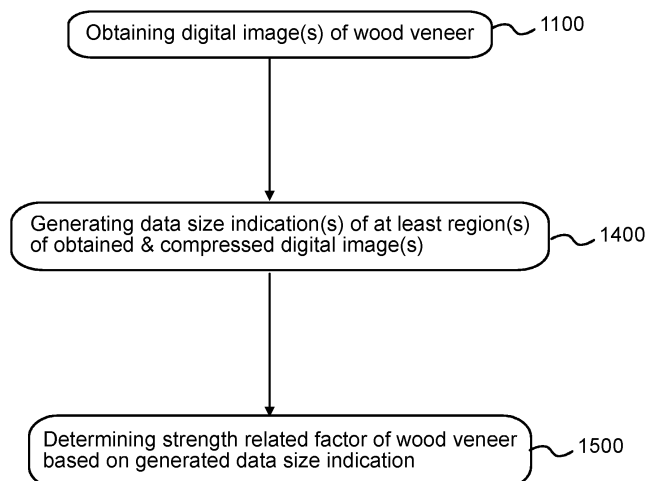 Obtaining digital image(s) of wood veneer
1100
Generating data size indication(s) of at least region(s)
of obtained & compressed digital image(s)
1400
Determining strength related factor of wood veneer
based on generated data size indication
1500